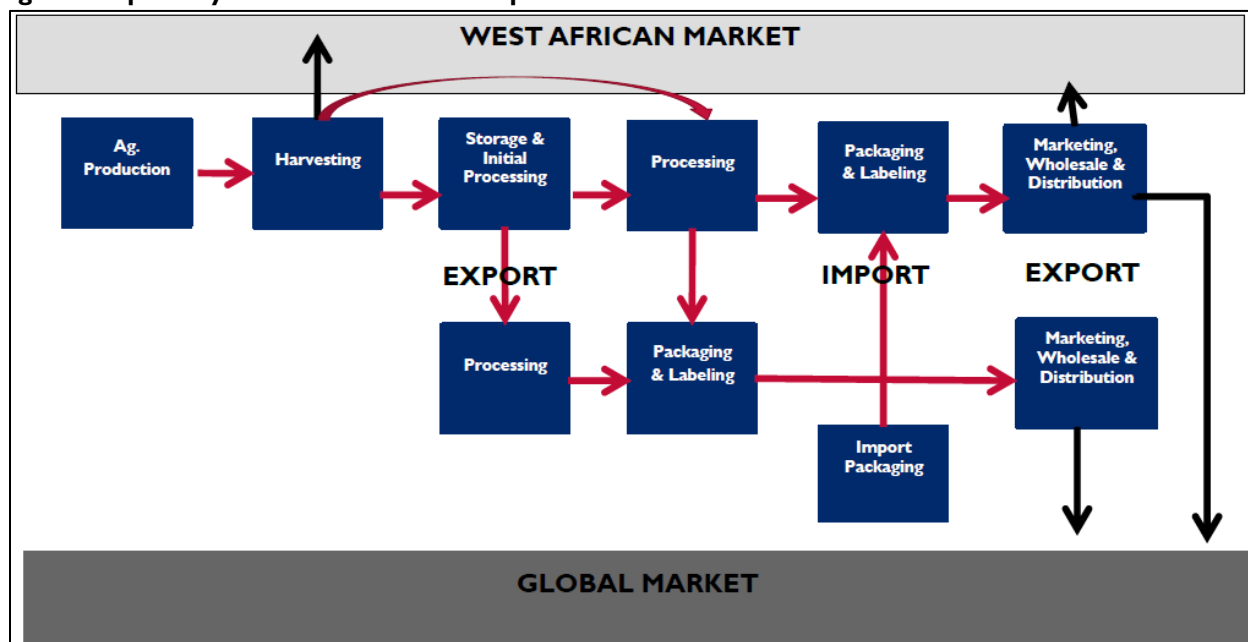 WEST AFRICAN MARKET
Ag.
Production
Harvesting
Storage &
Initial
Processing
Processing
Packaging
& Labeling
Marketing,
Wholesale &
Distribution
EXPORT
IMPORT
EXPORT
Processing
Packaging
& Labeling
Marketing,
Wholesale &
Distribution
Import
Packaging
GLOBAL MARKET